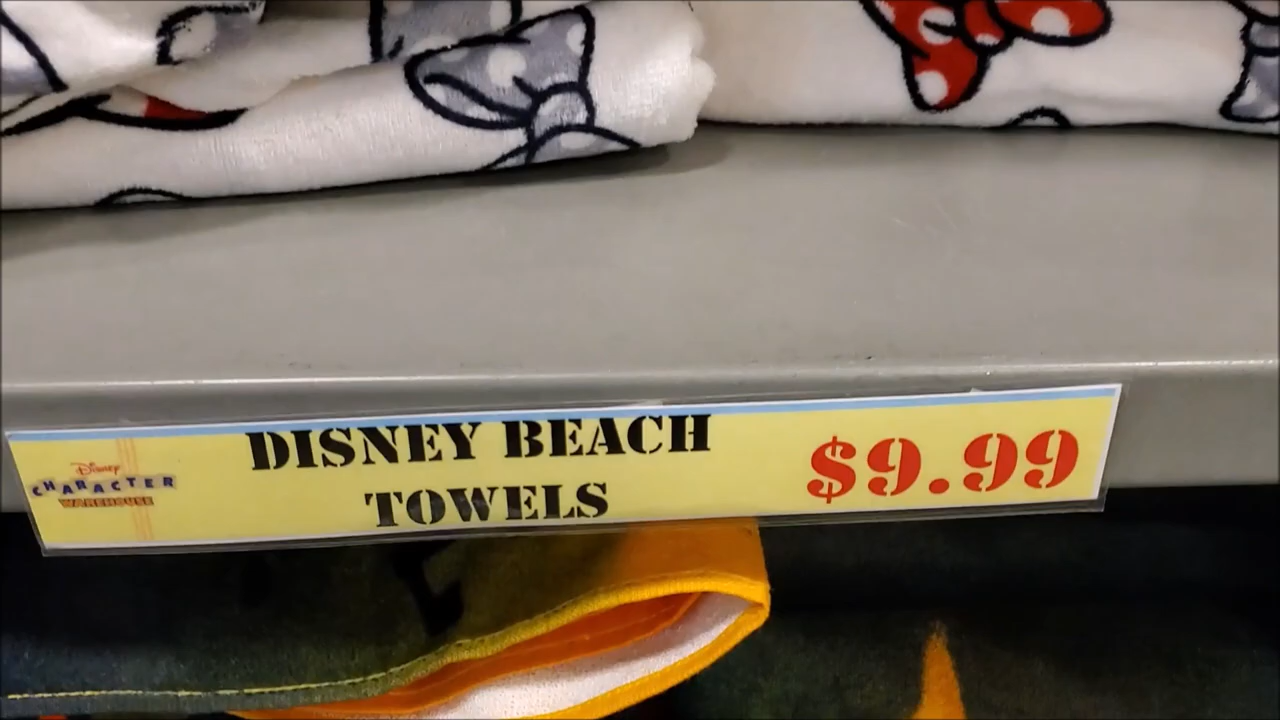 Disney
CHARACTER
WAREHOUSE
DISNEY BEACH
TOWELS
$9.99